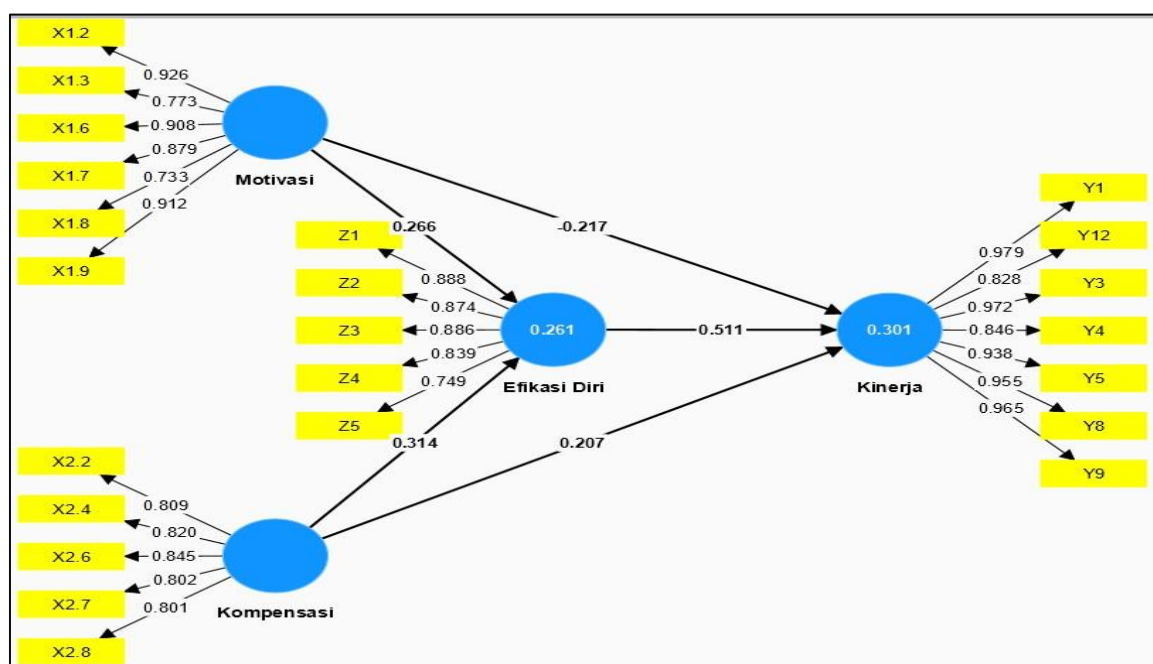 X1.2
X1.3
X1.6
X1.7
X1.8
X1.9
0.926
0.773
0.908
0.879
0.733
0.912
Motivasi
0.266
-0.217
Z1
Z2
Z3
Z4
Z5
0.888
0.874
0.886
0.839
0.749
0.261
Efikasi Diri
0.511
0.314
0.207
0.301
Kinerja
0.979
0.828
0.972
0.846
0.938
0.955
0.965
Y1
Y12
Y3
Y4
Y5
Y8
Y9
X2.2
X2.4
X2.6
X2.7
X2.8
0.809
0.820
0.845
0.802
0.801
Kompensasi